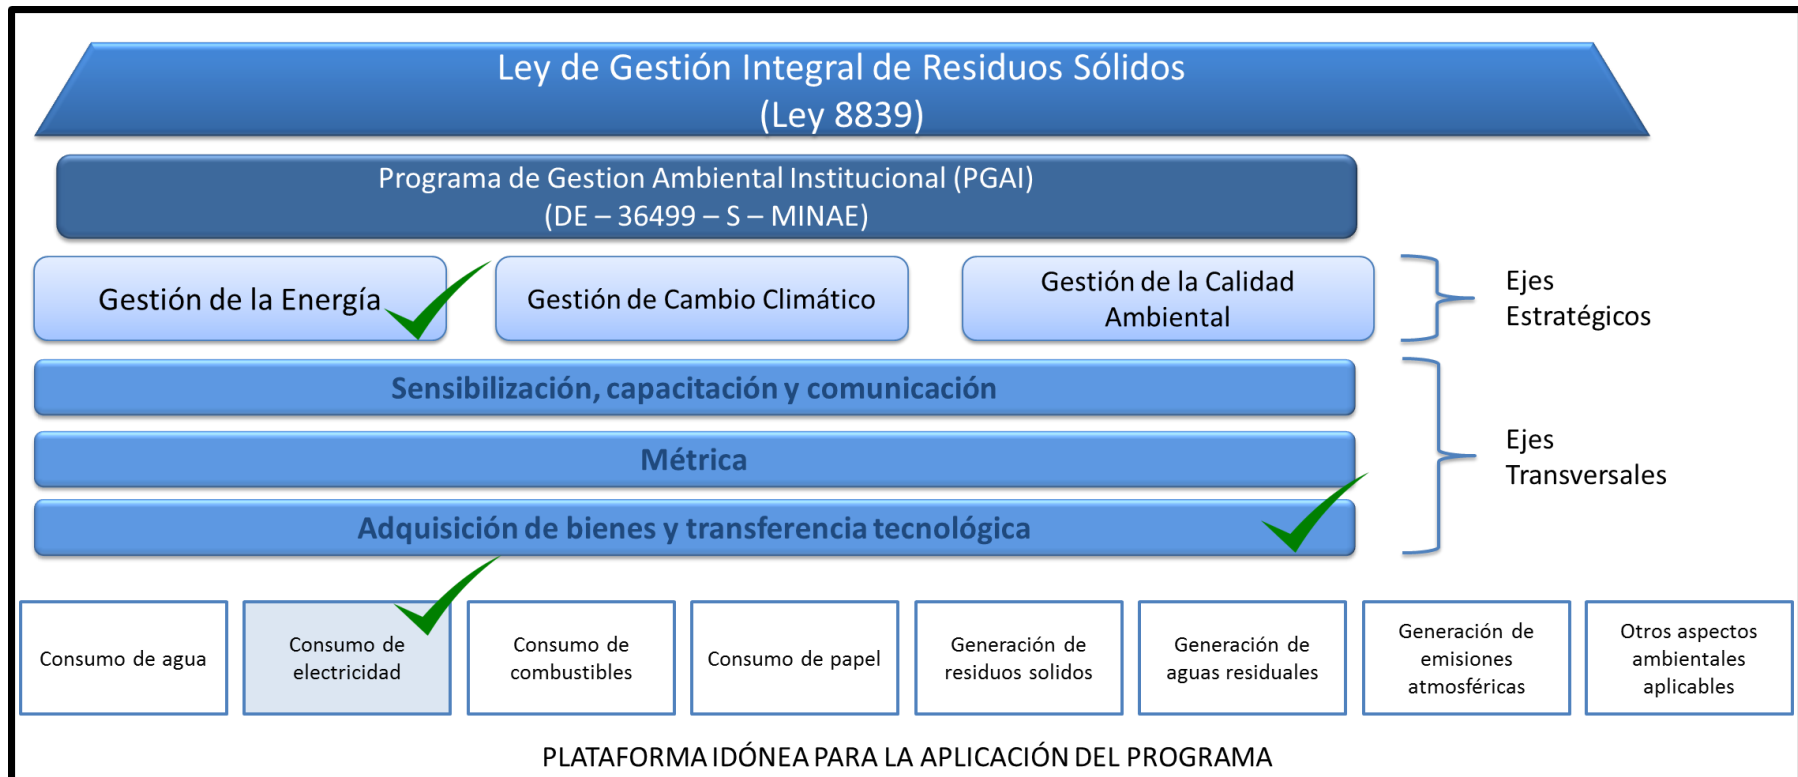 Ley de Gestión Integral de Residuos Sólidos
(Ley 8839)
Programa de Gestion Ambiental Institucional (PGAI)
(DE – 36499 – S – MINAE)
Gestión de la Energía
Gestión de Cambio Climático
Gestión de la Calidad
Ambiental
Ejes
Estratégicos
Sensibilización, capacitación y comunicación
Métrica
Adquisición de bienes y transferencia tecnológica
Ejes
Transversales
Consumo de agua
Consumo de
electricidad
Consumo de
combustibles
Consumo de papel
Generación de
residuos solidos
Generación de
aguas residuales
Generación de
emisiones
atmosféricas
Otros aspectos
ambientales
aplicables
PLATAFORMA IDÓNEA PARA LA APLICACIÓN DEL PROGRAMA